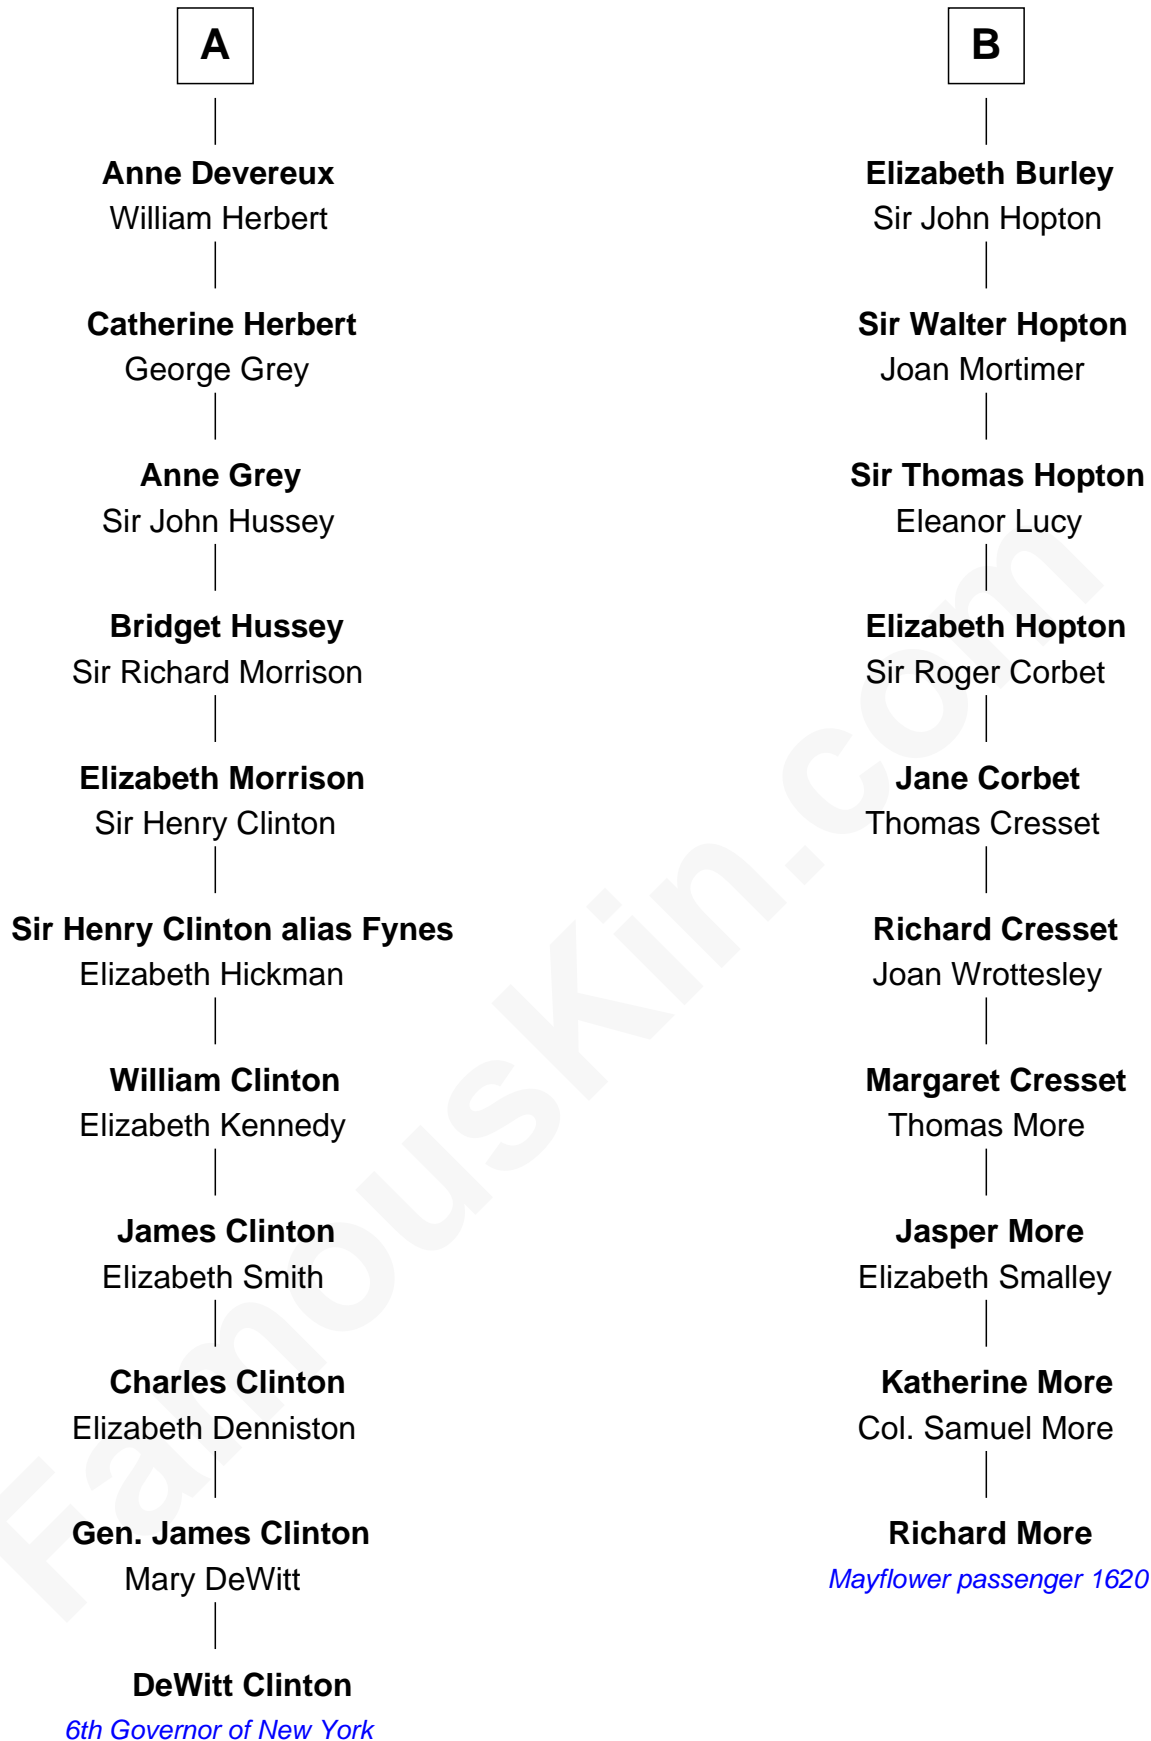 A
Anne Devereux
William Herbert
Catherine Herbert
George Grey
Anne Grey
Sir John Hussey
Bridget Hussey
Sir Richard Morrison
Elizabeth Morrison
Sir Henry Clinton
Sir Henry Clinton alias Fynes
Elizabeth Hickman
William Clinton
Elizabeth Kennedy
James Clinton
Elizabeth Smith
Charles Clinton
Elizabeth Denniston
Gen. James Clinton
Mary DeWitt
DeWitt Clinton
6th Governor of New York
B
Elizabeth Burley
Sir John Hopton
Sir Walter Hopton
Joan Mortimer
Sir Thomas Hopton
Eleanor Lucy
Elizabeth Hopton
Sir Roger Corbet
Jane Corbet
Thomas Cresset
Richard Cresset
Joan Wrottesley
Margaret Cresset
Thomas More
Jasper More
Elizabeth Smalley
Katherine More
Col. Samuel More
Richard More
Mayflower passenger 1620
FamousKin.com